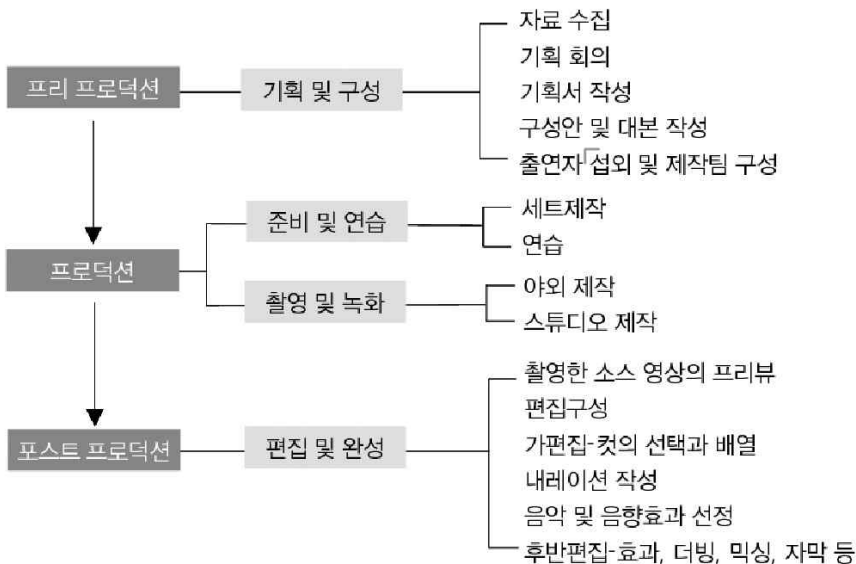 프리 프로덕션
기획 및 구성
자료 수집
기획 회의
기획서 작성
구성안 및 대본 작성
출연자 섭외 및 제작팀 구성
프로덕션
준비 및 연습
세트제작
연습
촬영 및 녹화
야외 제작
스튜디오 제작
포스트 프로덕션
편집 및 완성
촬영한 소스 영상의 프리뷰
편집구성
가편집-컷의 선택과 배열
내레이션 작성
음악 및 음향효과 선정
후반편집-효과, 더빙, 믹싱, 자막 등